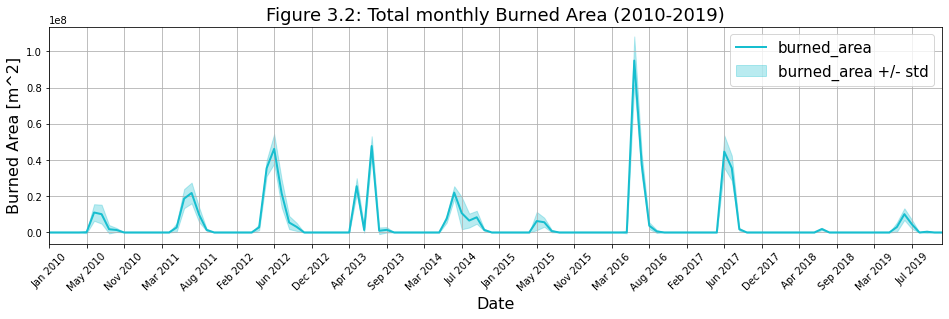 Figure 3.2: Total monthly Burned Area (2010-2019)
1e8
burned_area
burned_area +/- std
Burned Area [m^2]
1.0
0.8
0.6
0.4
0.2
0.0
Jan 2010
May 2010
Nov 2010
Mar 2011
Aug 2011
Feb 2012
Jun 2012
Dec 2012
Apr 2013
Sep 2013
Mar 2014
Jul 2014
Jan 2015
May 2015
Nov 2015
Mar 2016
Aug 2016
Feb 2017
Jun 2017
Dec 2017
Apr 2018
Sep 2018
Mar 2019
Jul 2019
Date